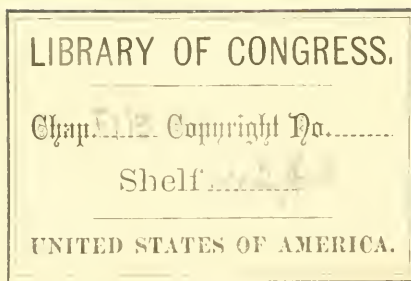 LIBRARY OF CONGRESS.
Chap. Copyright No.
Shelf
UNITED STATES OF AMERICA.